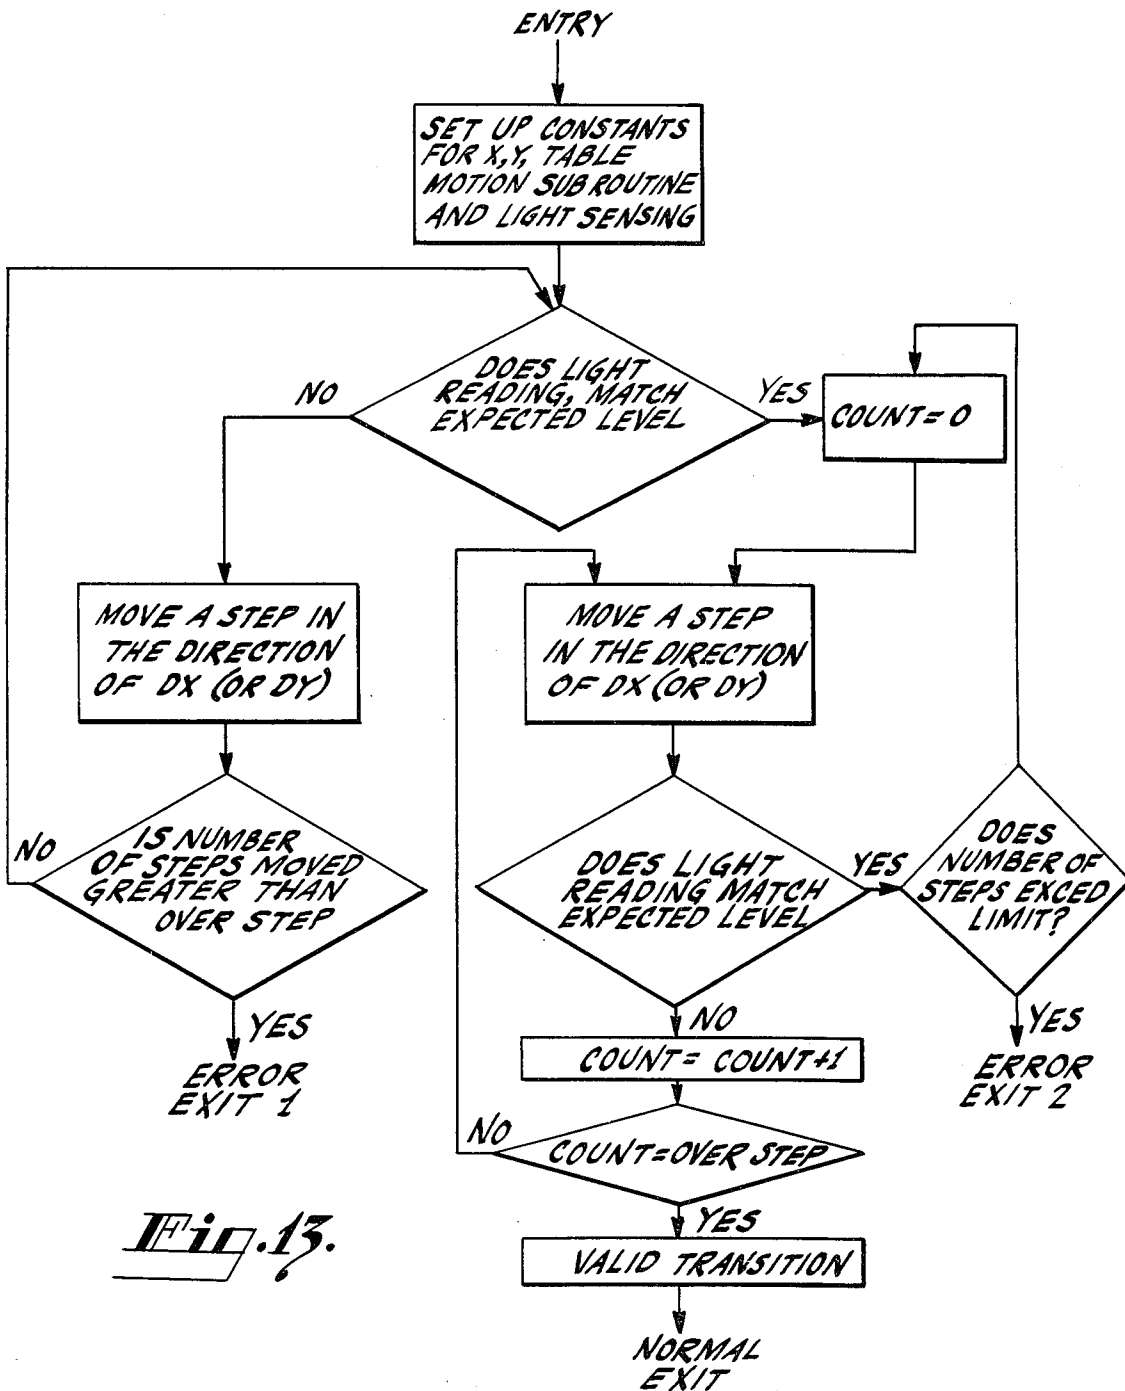 ENTRY
SET UP CONSTANTS
FOR X,Y, TABLE
MOTION SUB ROUTINE
AND LIGHT SENSING
DOES LIGHT
READING, MATCH
EXPECTED LEVEL
NO
YES
COUNT = 0
MOVE A STEP IN
THE DIRECTION
OF DX (OR DY)
MOVE A STEP
IN THE DIRECTION
OF DX (OR DY)
IS NUMBER
OF STEPS MOVED
GREATER THAN
OVER STEP
NO
YES
ERROR
EXIT 1
DOES LIGHT
READING MATCH
EXPECTED LEVEL
YES
DOES
NUMBER OF
STEPS EXCED
LIMIT?
YES
ERROR
EXIT 2
NO
COUNT = COUNT+1
NO
COUNT=OVER STEP
YES
VALID TRANSITION
NORMAL
EXIT
Fig. 13.